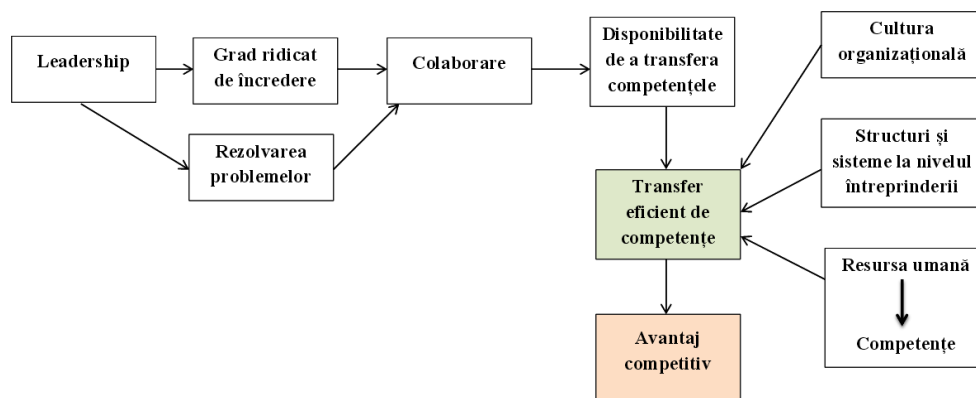 Leadership
Grad ridicat
de încredere
Rezolvarea
problemelor
Colaborare
Disponibilitate
de a transfera
competențele
Transfer
eficient de
competențe
Avantaj
competitiv
Cultura
organizațională
Structuri și
sisteme la nivelul
întreprinderii
Resursa umană
Competențe